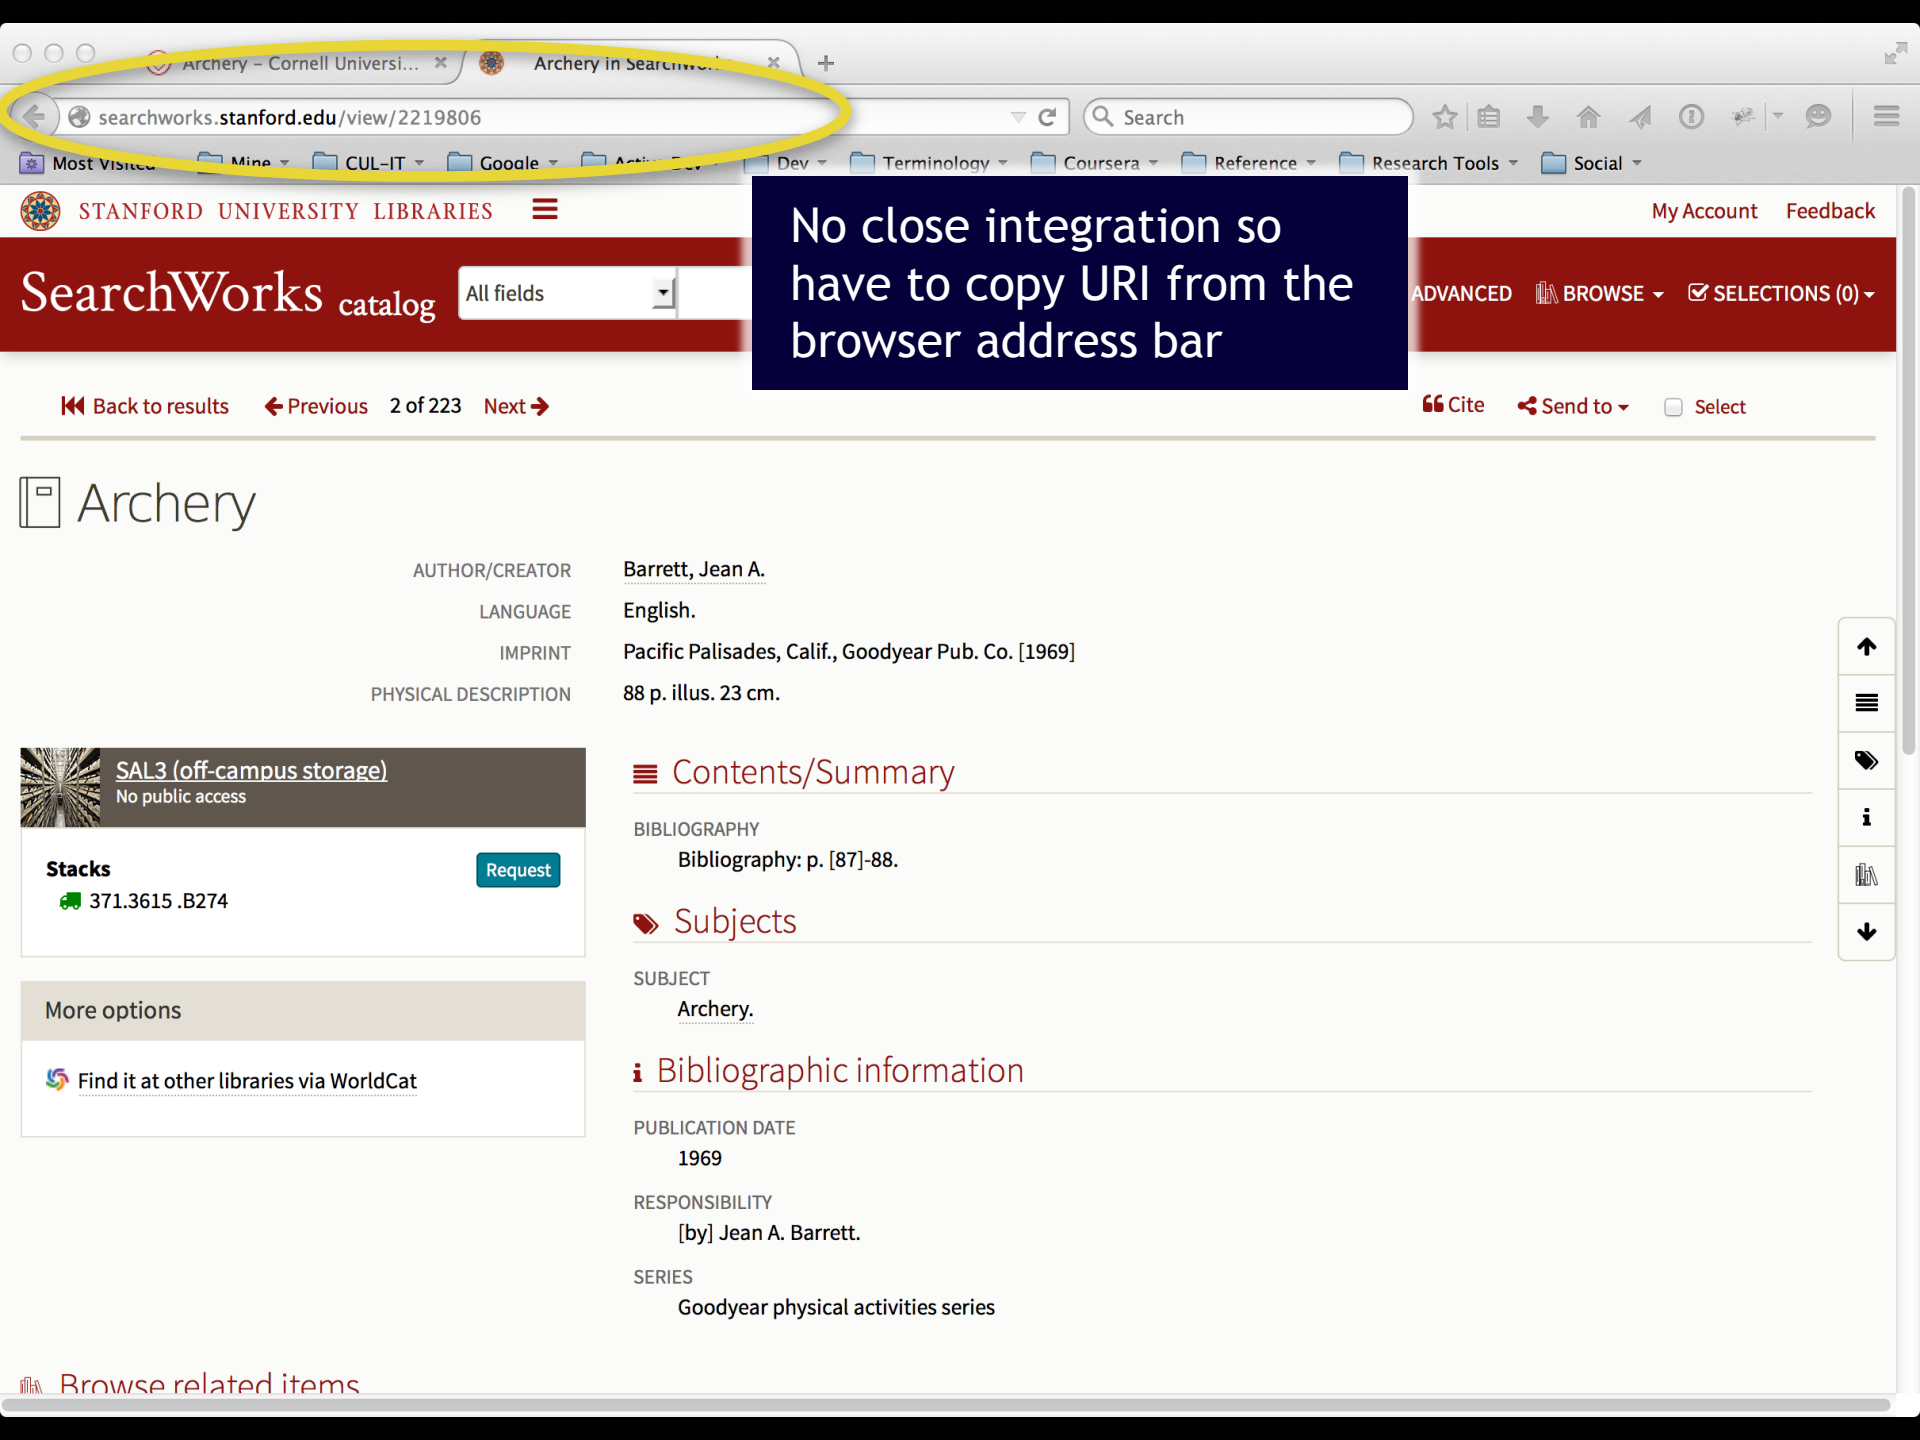 Archery – Cornell Universi...
Archery in SearchWorks
searchworks.stanford.edu/view/2219806
Search
Most Visited
Mine
CUL-IT
Google
Dev
Terminology
Coursera
Reference
Research Tools
Social
STANFORD UNIVERSITY LIBRARIES
My Account
Feedback
No close integration so
have to copy URI from the
browser address bar
SearchWorks catalog
All fields
ADVANCED
BROWSE
SELECTIONS (0)
Back to results
Previous
2 of 223
Next
Cite
Send to
Select
Archery
AUTHOR/CREATOR
Barrett, Jean A.
LANGUAGE
English.
IMPRINT
Pacific Palisades, Calif., Goodyear Pub. Co. [1969]
PHYSICAL DESCRIPTION
88 p. illus. 23 cm.
SAL3 (off-campus storage)
No public access
Stacks
Request
371.3615 .B274
More options
Find it at other libraries via WorldCat
Contents/Summary
BIBLIOGRAPHY
Bibliography: p. [87]-88.
Subjects
SUBJECT
Archery.
Bibliographic information
PUBLICATION DATE
1969
RESPONSIBILITY
[by] Jean A. Barrett.
SERIES
Goodyear physical activities series
Browse related items